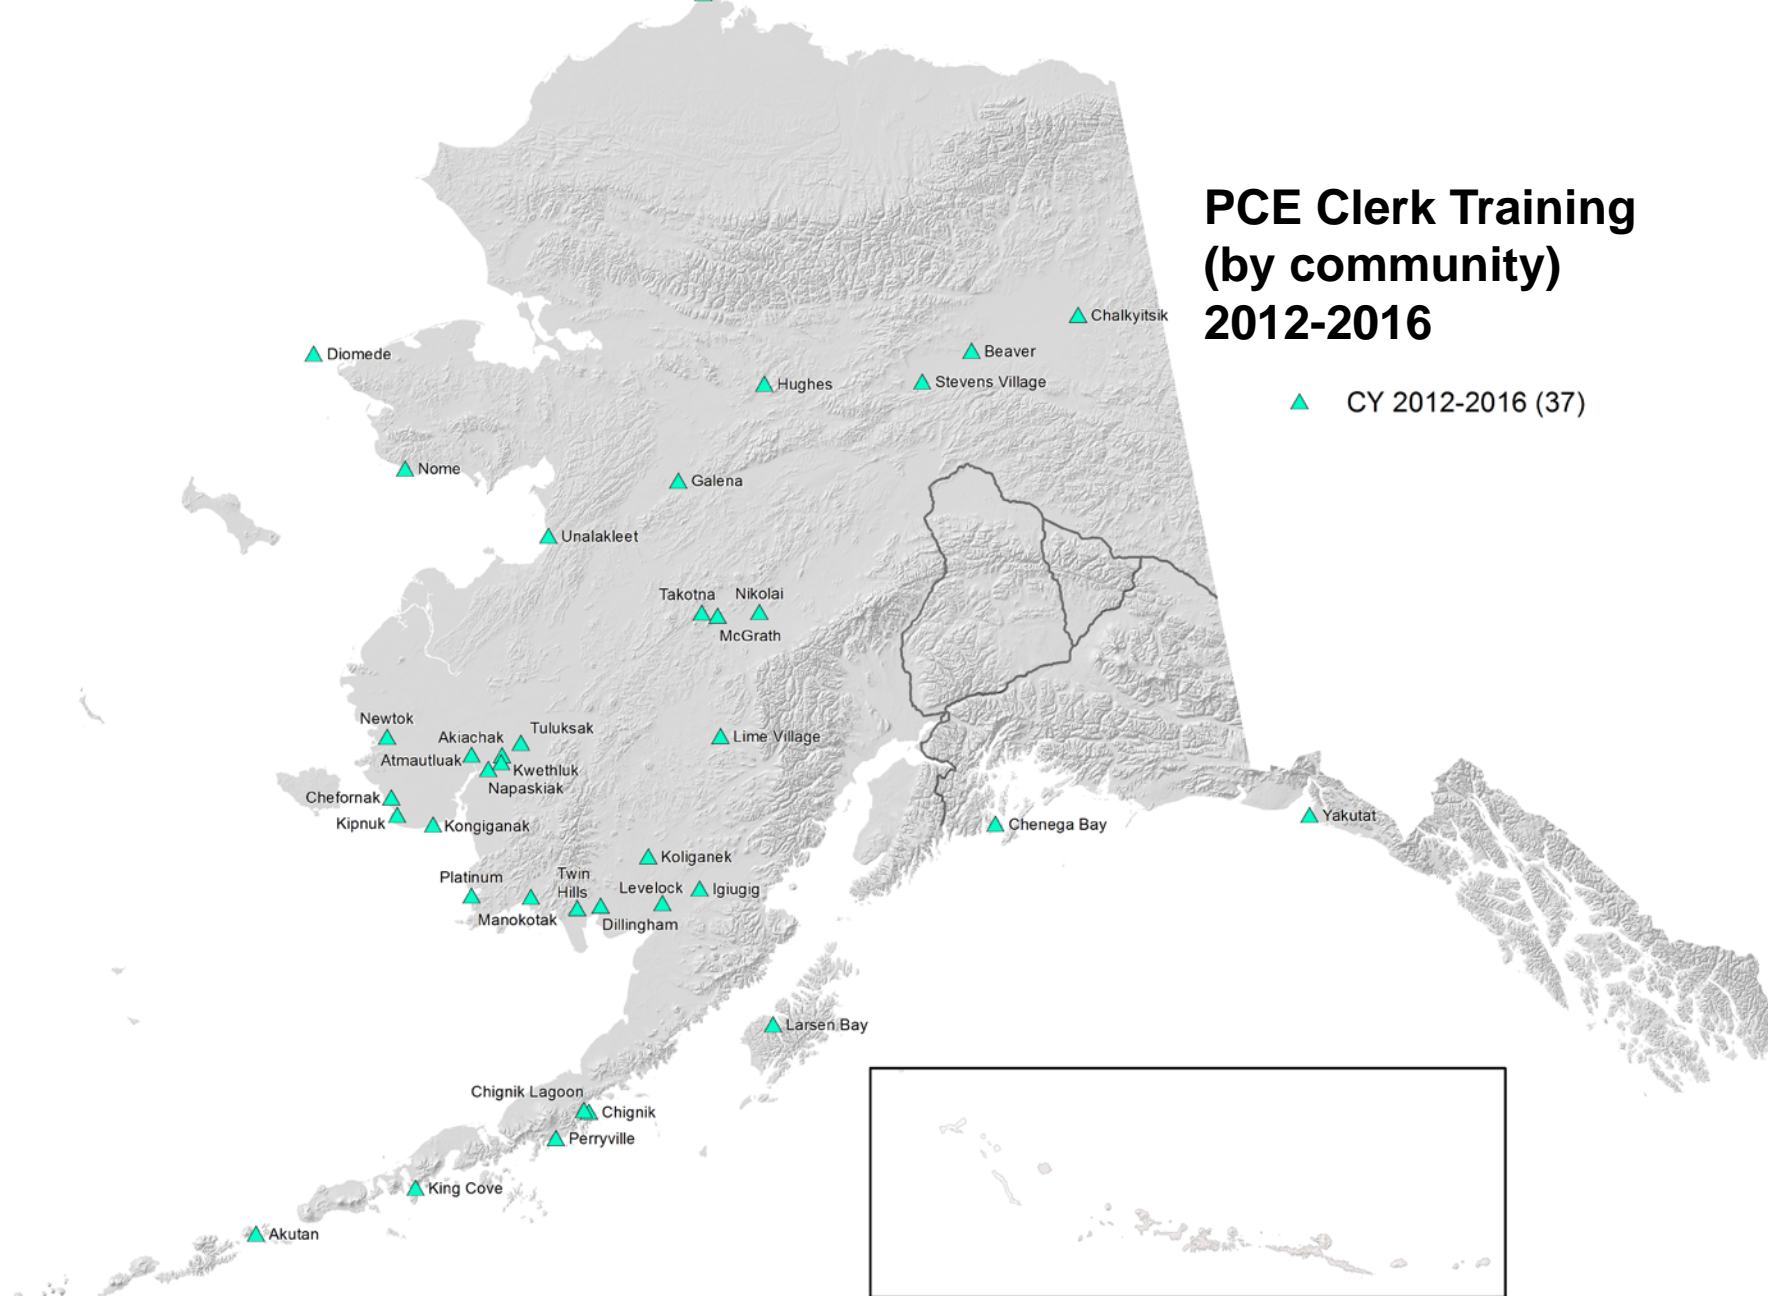 PCE Clerk Training
(by community)
2012-2016
CY 2012-2016 (37)
Chalkyitsik
Beaver
Diomede
Stevens Village
Hughes
Nome
Galena
Unalakleet
Takotna
Nikolai
McGrath
Newtok
Tuluksak
Akiachak
Lime Village
Atmautluak
Kwethluk
Napaskiak
Chefornak
Kipnuk
Kongiganak
Chenega Bay
Yakutat
Koliganek
Platinum
Twin
Hills
Levelock
Igiugig
Manokotak
Dillingham
Larsen Bay
Chignik Lagoon
Chignik
Perryville
King Cove
Akutan